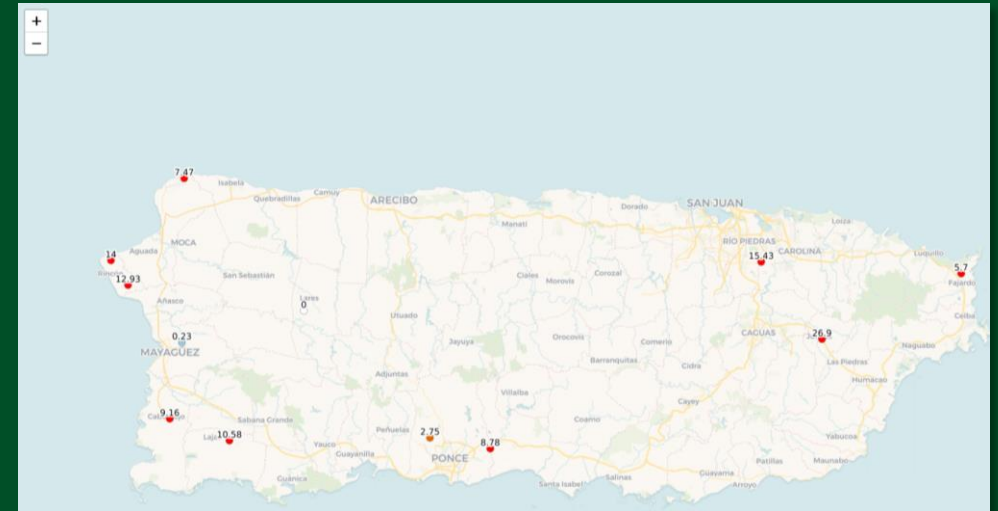 +
−
7.47
Isabela
Quebradillas
Camuy
ARECIBO
Manatí
Dorado
SAN JUAN
Loíza
RIO PIEDRAS
CAROLINA
15.43
Luquillo
5.7
Fajardo
Ceiba
14
Aguada
MOCA
Rincón
12.93
San Sebastián
Añasco
Lares
0
Utuado
Ciales
Morovis
Corozal
0.23
MAYAGÜEZ
Jayuya
Orocovis
Comerío
CAGUAS
26.9
Naguabo
Las Piedras
Barranquitas
Cidra
Humacao
Adjuntas
Villalba
Cayey
9.16
Sabana Grande
Coamo
10.58
Yauco
Peñuelas
2.75
8.78
Guayanilla
PONCE
Yabucoa
Patillas
Maunabo
Guánica
Santa Isabel
Salinas
Guayama
Arroyo